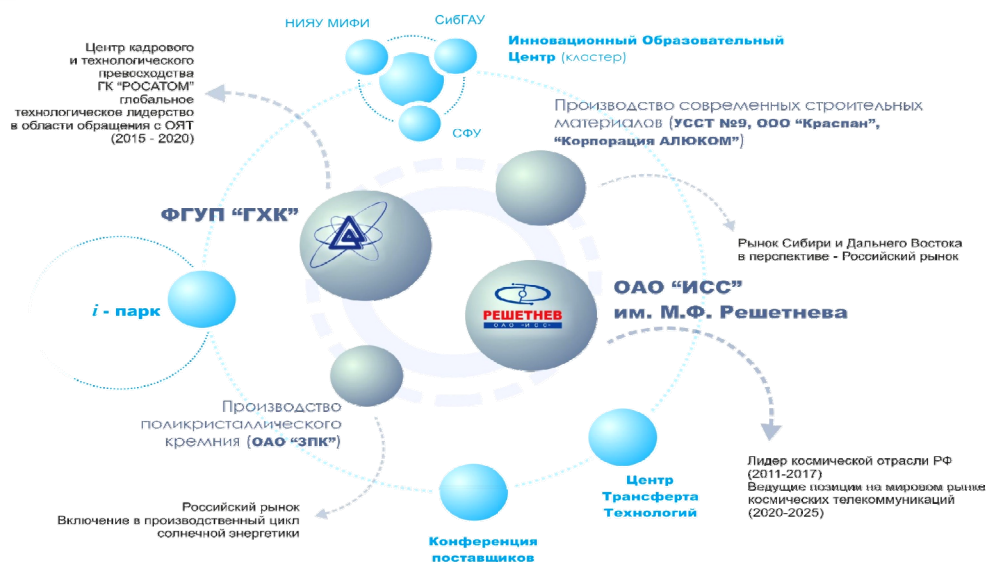 НИЯУ МИФИ
СибГАУ
Инновационный Образовательный
Центр (кластер)
СФУ
Центр кадрового
и технологического
превосходства
ГК "РОСАТОМ"
глобальное
технологическое лидерство
в области обращения с ОЯТ
(2015 - 2020)
Производство современных строительных
материалов (УССТ №9, ООО "Краспан",
"Корпорация АЛЮКОМ")
ФГУП "ГХК"
Рынок Сибири и Дальнего Востока
в перспективе - Российский рынок
i - парк
ОАО "ИСС"
им. М.Ф. Решетнева
РЕШЕТНЕВ
ОАО "ИСС"
Производство
поликристаллического
кремния (ОАО "ЗПК")
Российский рынок
Включение в производственный цикл
солнечной энергетики
Центр
Трансферта
Технологий
Лидер космической отрасли РФ
(2011-2017)
Ведущие позиции на мировом рынке
космических телекоммуникаций
(2020-2025)
Конференция
поставщиков